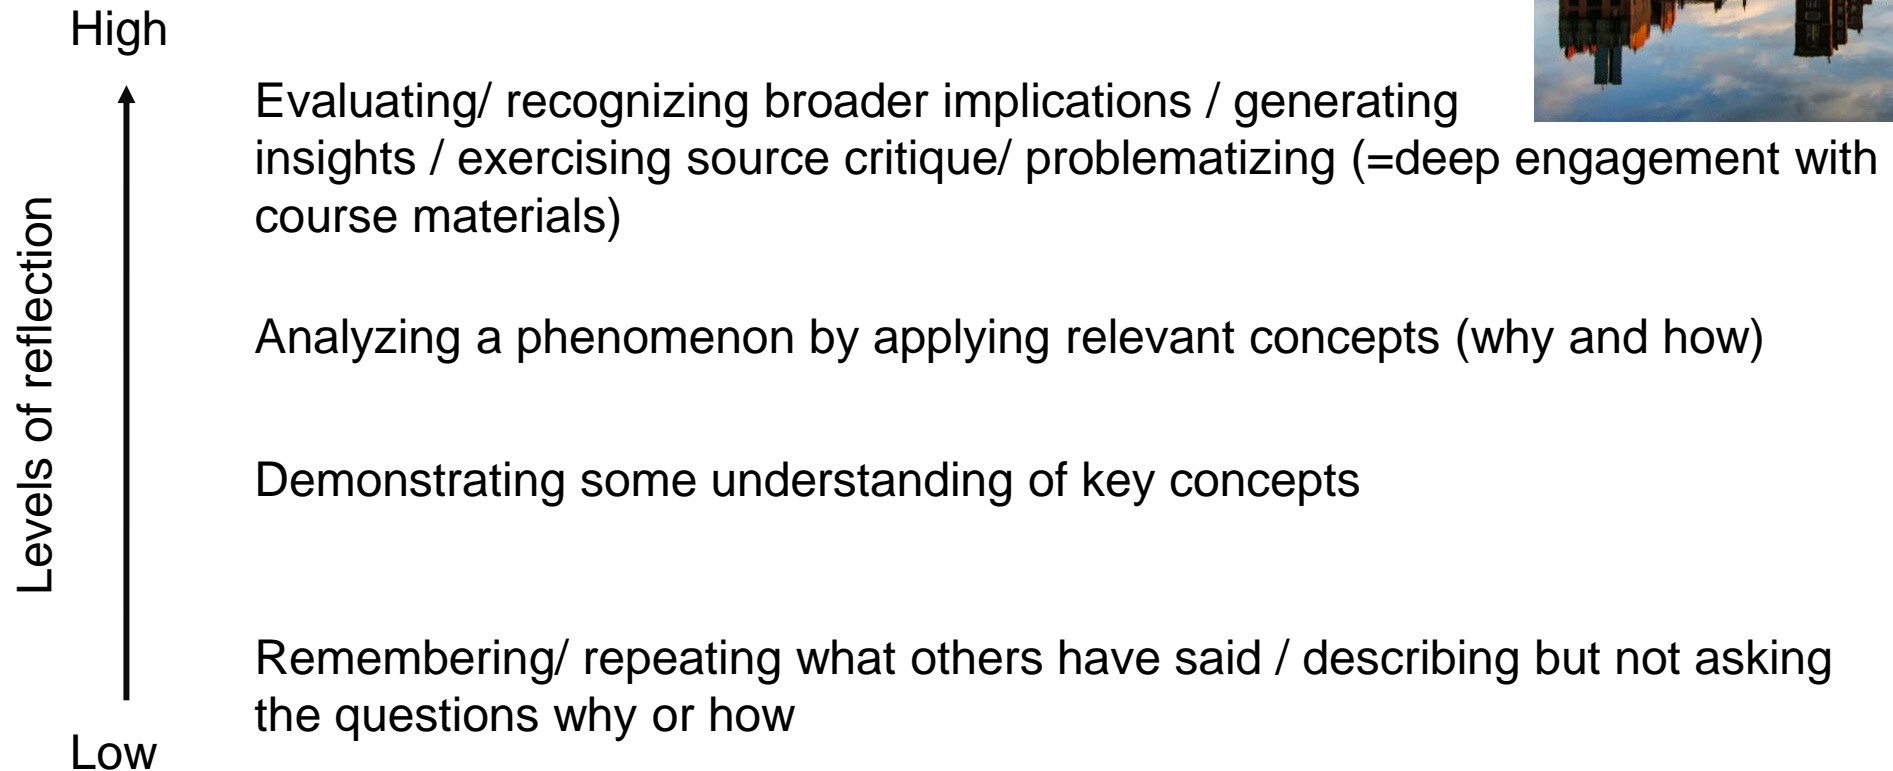 High
Evaluating/ recognizing broader implications / generating
insights / exercising source critique/ problematizing (=deep engagement with
course materials)
Levels of reflection
Analyzing a phenomenon by applying relevant concepts (why and how)
Demonstrating some understanding of key concepts
Remembering/ repeating what others have said / describing but not asking
the questions why or how
Low